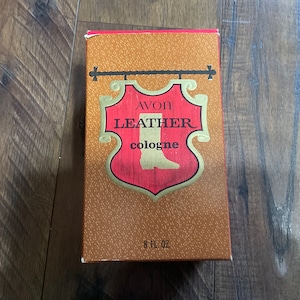 AVON
LEATHER
cologne
8 FL. OZ.